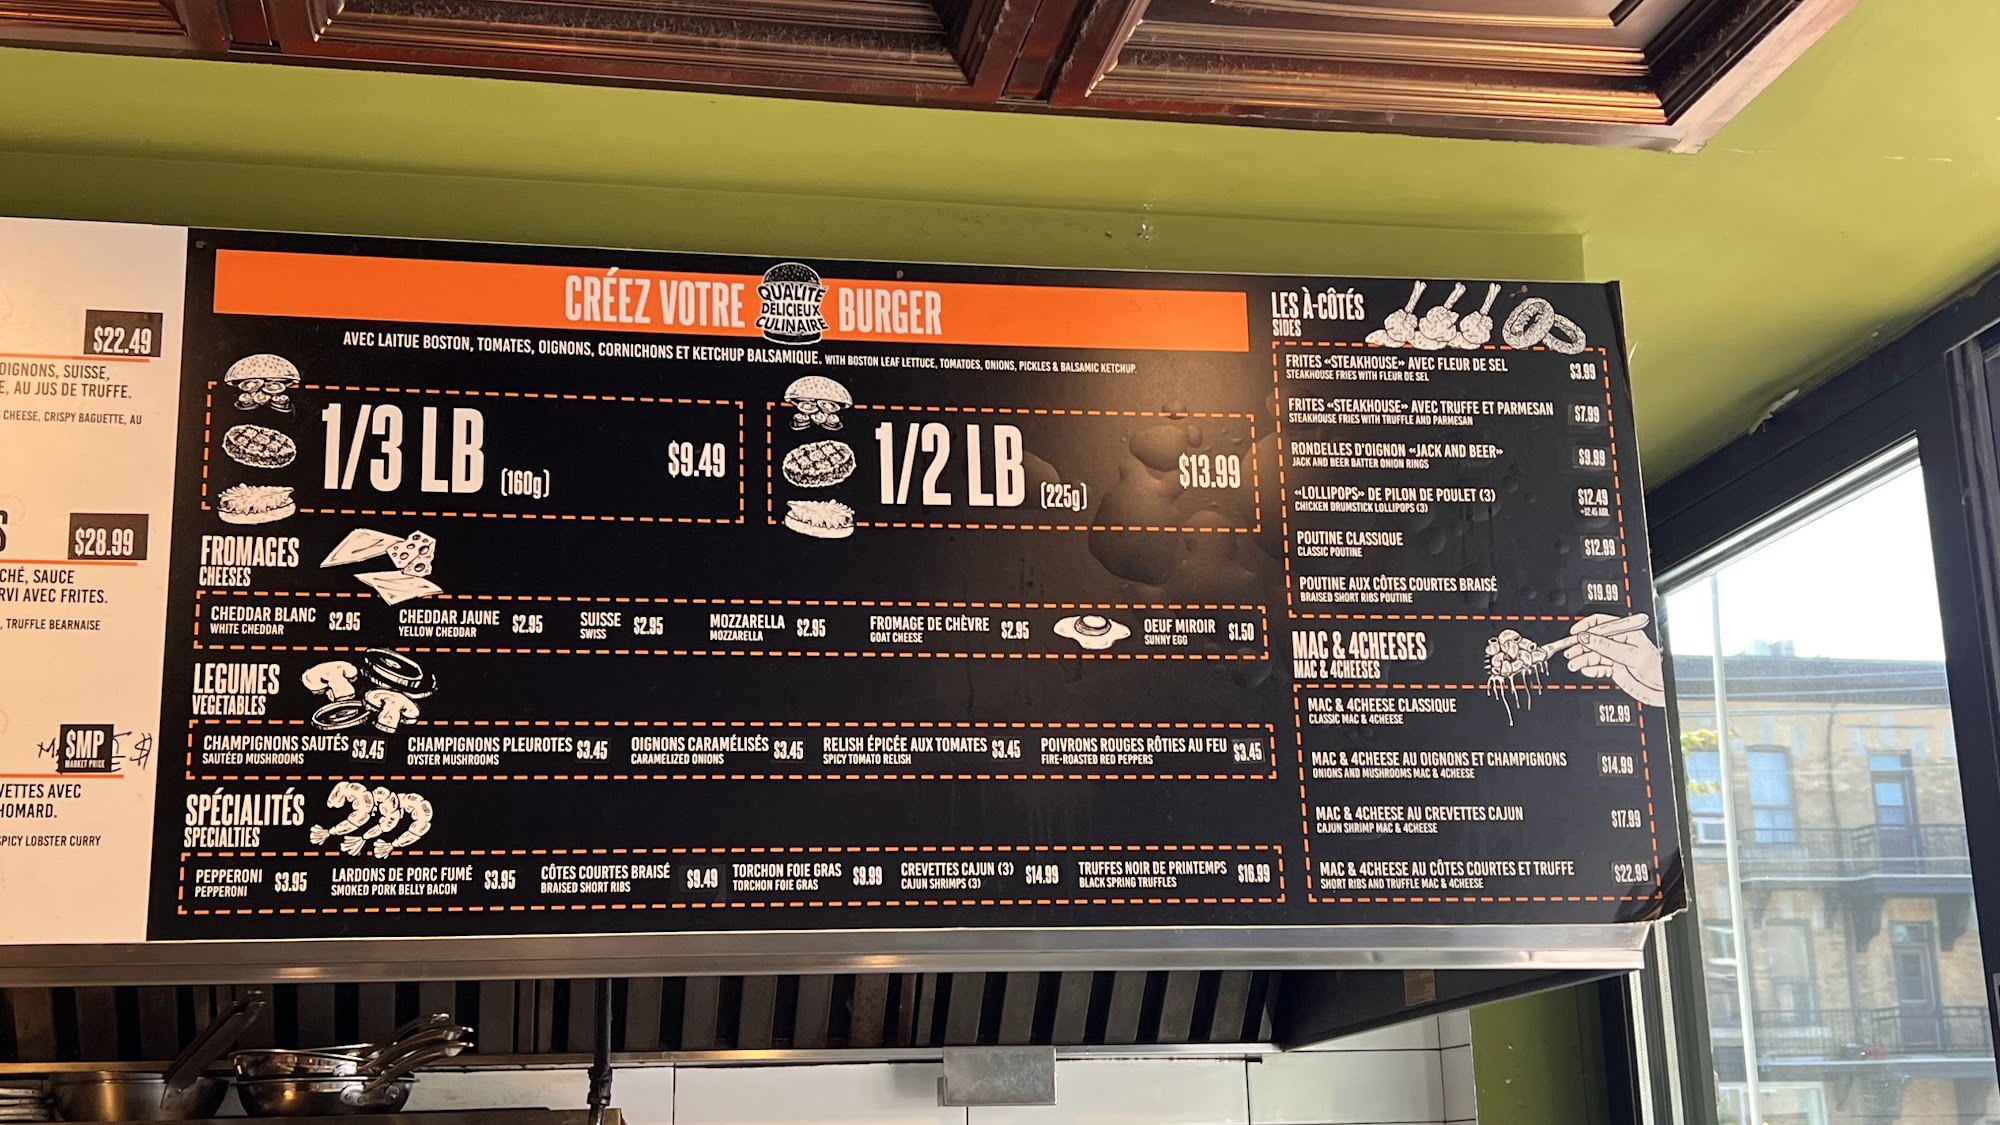 $22.49
OIGNONS, SUISSE,
E, AU JUS DE TRUFFE.
CHEESE, CRISPY BAGUETTE, AU
S
$28.99
CHÉ, SAUCE
RVI AVEC FRITES.
, TRUFFLE BEARNAISE
$MP
MARKET PRICE
VETTES AVEC
HOMARD.
SPICY LOBSTER CURRY
CRÉEZ VOTRE QUALITÉ DÉLICIEUX CULINAIRE BURGER
AVEC LAITUE BOSTON, TOMATES, OIGNONS, CORNICHONS ET KETCHUP BALSAMIQUE. WITH BOSTON LEAF LETTUCE, TOMATOES, ONIONS, PICKLES & BALSAMIC KETCHUP.
1/3 LB (160g) $9.49
1/2 LB (225g) $13.99
FROMAGES
CHEESES
CHEDDAR BLANC $2.95
WHITE CHEDDAR
CHEDDAR JAUNE $2.95
YELLOW CHEDDAR
SUISSE $2.95
SWISS
MOZZARELLA $2.95
MOZZARELLA
FROMAGE DE CHÈVRE $2.95
GOAT CHEESE
OEUF MIROIR $1.50
SUNNY EGG
LEGUMES
VEGETABLES
CHAMPIGNONS SAUTÉS $3.45
SAUTÉED MUSHROOMS
CHAMPIGNONS PLEUROTES $3.45
OYSTER MUSHROOMS
OIGNONS CARAMÉLISÉS $3.45
CARAMELIZED ONIONS
RELISH ÉPICÉE AUX TOMATES $3.45
SPICY TOMATO RELISH
POIVRONS ROUGES RÔTIES AU FEU $3.45
FIRE-ROASTED RED PEPPERS
SPÉCIALITÉS
SPECIALTIES
PEPPERONI $3.95
PEPPERONI
LARDONS DE PORC FUMÉ $3.95
SMOKED PORK BELLY BACON
CÔTES COURTES BRAISÉ $9.49
BRAISED SHORT RIBS
TORCHON FOIE GRAS $9.99
TORCHON FOIE GRAS
CREVETTES CAJUN (3) $14.99
CAJUN SHRIMPS (3)
TRUFFES NOIR DE PRINTEMPS $16.99
BLACK SPRING TRUFFLES
LES À-CÔTÉS
SIDES
FRITES «STEAKHOUSE» AVEC FLEUR DE SEL $3.99
STEAKHOUSE FRIES WITH FLEUR DE SEL
FRITES «STEAKHOUSE» AVEC TRUFFE ET PARMESAN $7.99
STEAKHOUSE FRIES WITH TRUFFLE AND PARMESAN
RONDELLES D'OIGNON «JACK AND BEER» $9.99
JACK AND BEER BATTER ONION RINGS
«LOLLIPOPS» DE PILON DE POULET (3) $12.49
CHICKEN DRUMSTICK LOLLIPOPS (3)
POUTINE CLASSIQUE $12.99
CLASSIC POUTINE
POUTINE AUX CÔTES COURTES BRAISÉ $19.99
BRAISED SHORT RIBS POUTINE
MAC & 4CHEESES
MAC & 4CHEESES
MAC & 4CHEESE CLASSIQUE $12.99
CLASSIC MAC & 4CHEESE
MAC & 4CHEESE AU OIGNONS ET CHAMPIGNONS $14.99
ONIONS AND MUSHROOMS MAC & 4CHEESE
MAC & 4CHEESE AU CREVETTES CAJUN $17.99
CAJUN SHRIMP MAC & 4CHEESE
MAC & 4CHEESE AU CÔTES COURTES ET TRUFFE $22.99
SHORT RIBS AND TRUFFLE MAC & 4CHEESE